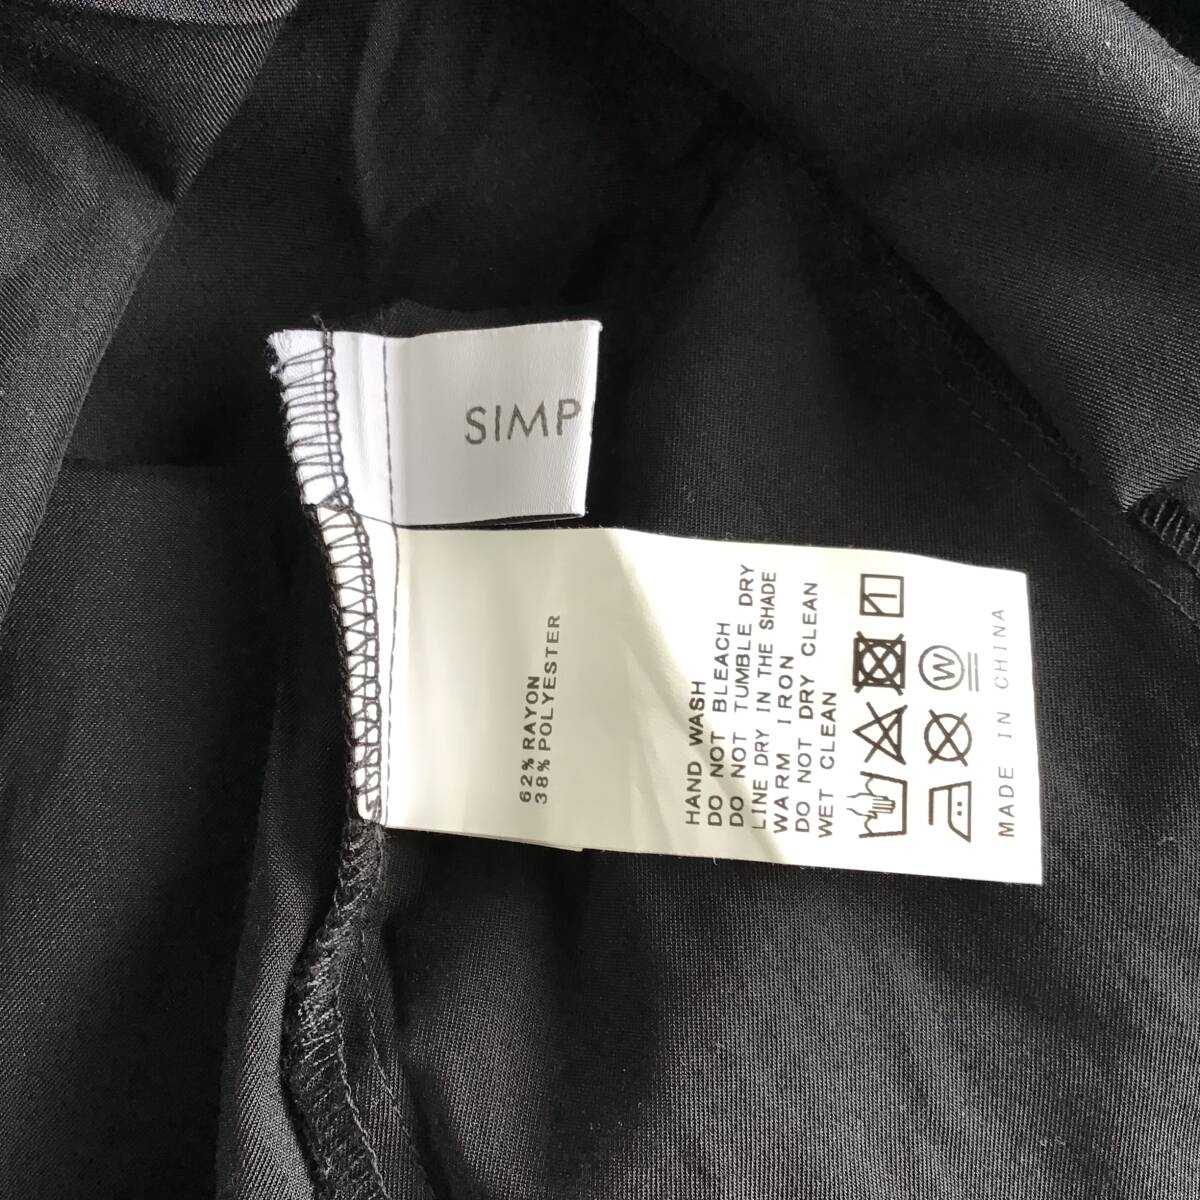 SIMP
62% RAYON
38% POLYESTER
HAND WASH
DO NOT BLEACH
DO NOT TUMBLE DRY
LINE DRY IN THE SHADE
WARM IRON
DO NOT DRY CLEAN
WET CLEAN
W
MADE IN CHINA